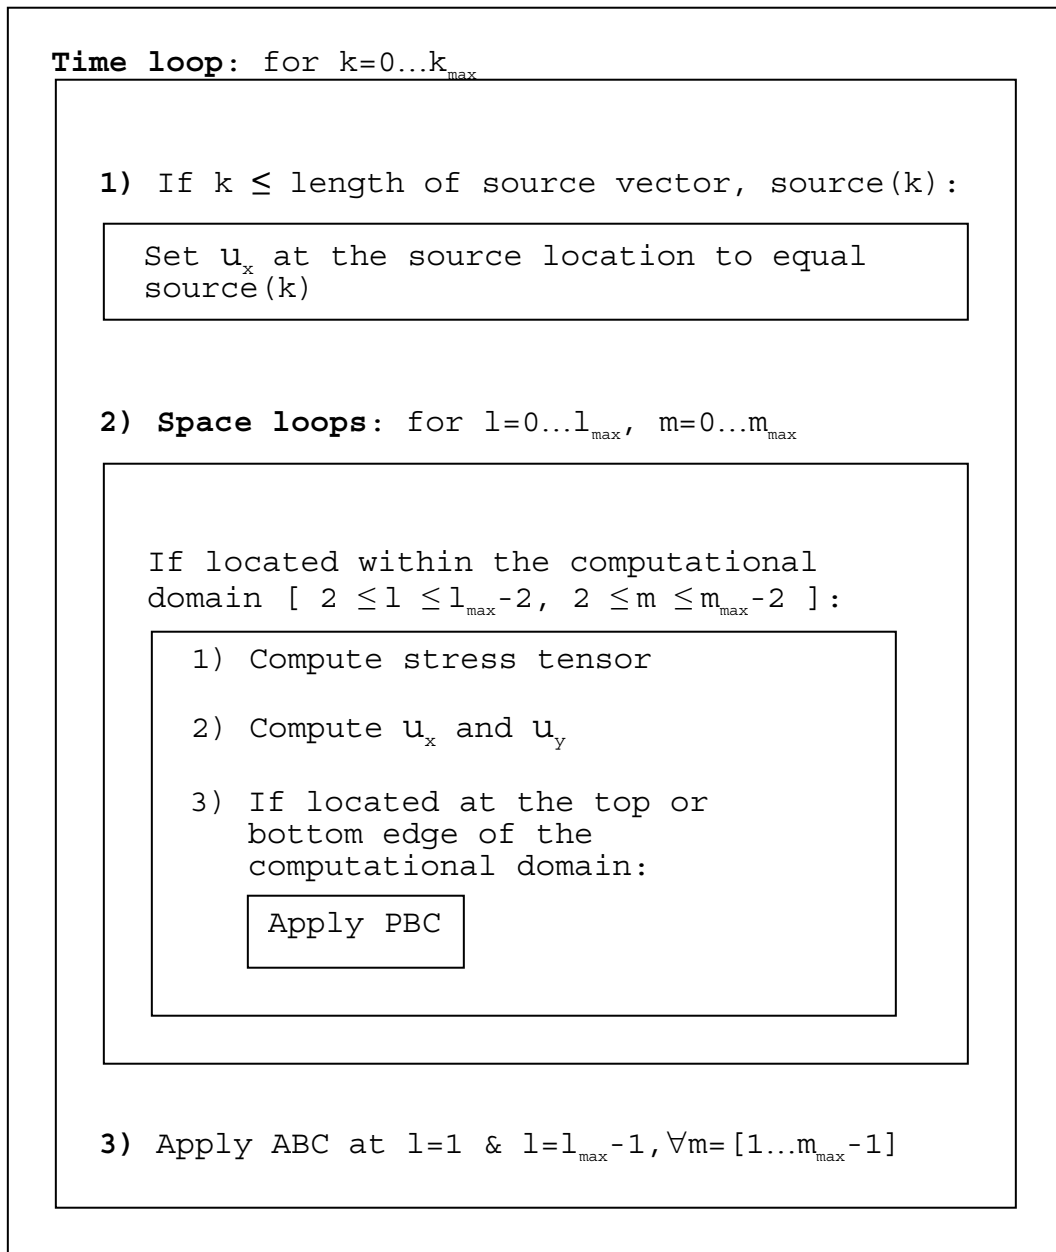 Time loop: for k=0…kmax
1) If k ≤ length of source vector, source(k):
Set ux at the source location to equal
source(k)
2) Space loops: for l=0…lmax, m=0…mmax
If located within the computational
domain [ 2 ≤ l ≤ lmax-2, 2 ≤ m ≤ mmax-2 ]:
1) Compute stress tensor
2) Compute ux and uy
3) If located at the top or
bottom edge of the
computational domain:
Apply PBC
3) Apply ABC at l=1 & l=lmax-1,∀m=[1…mmax-1]